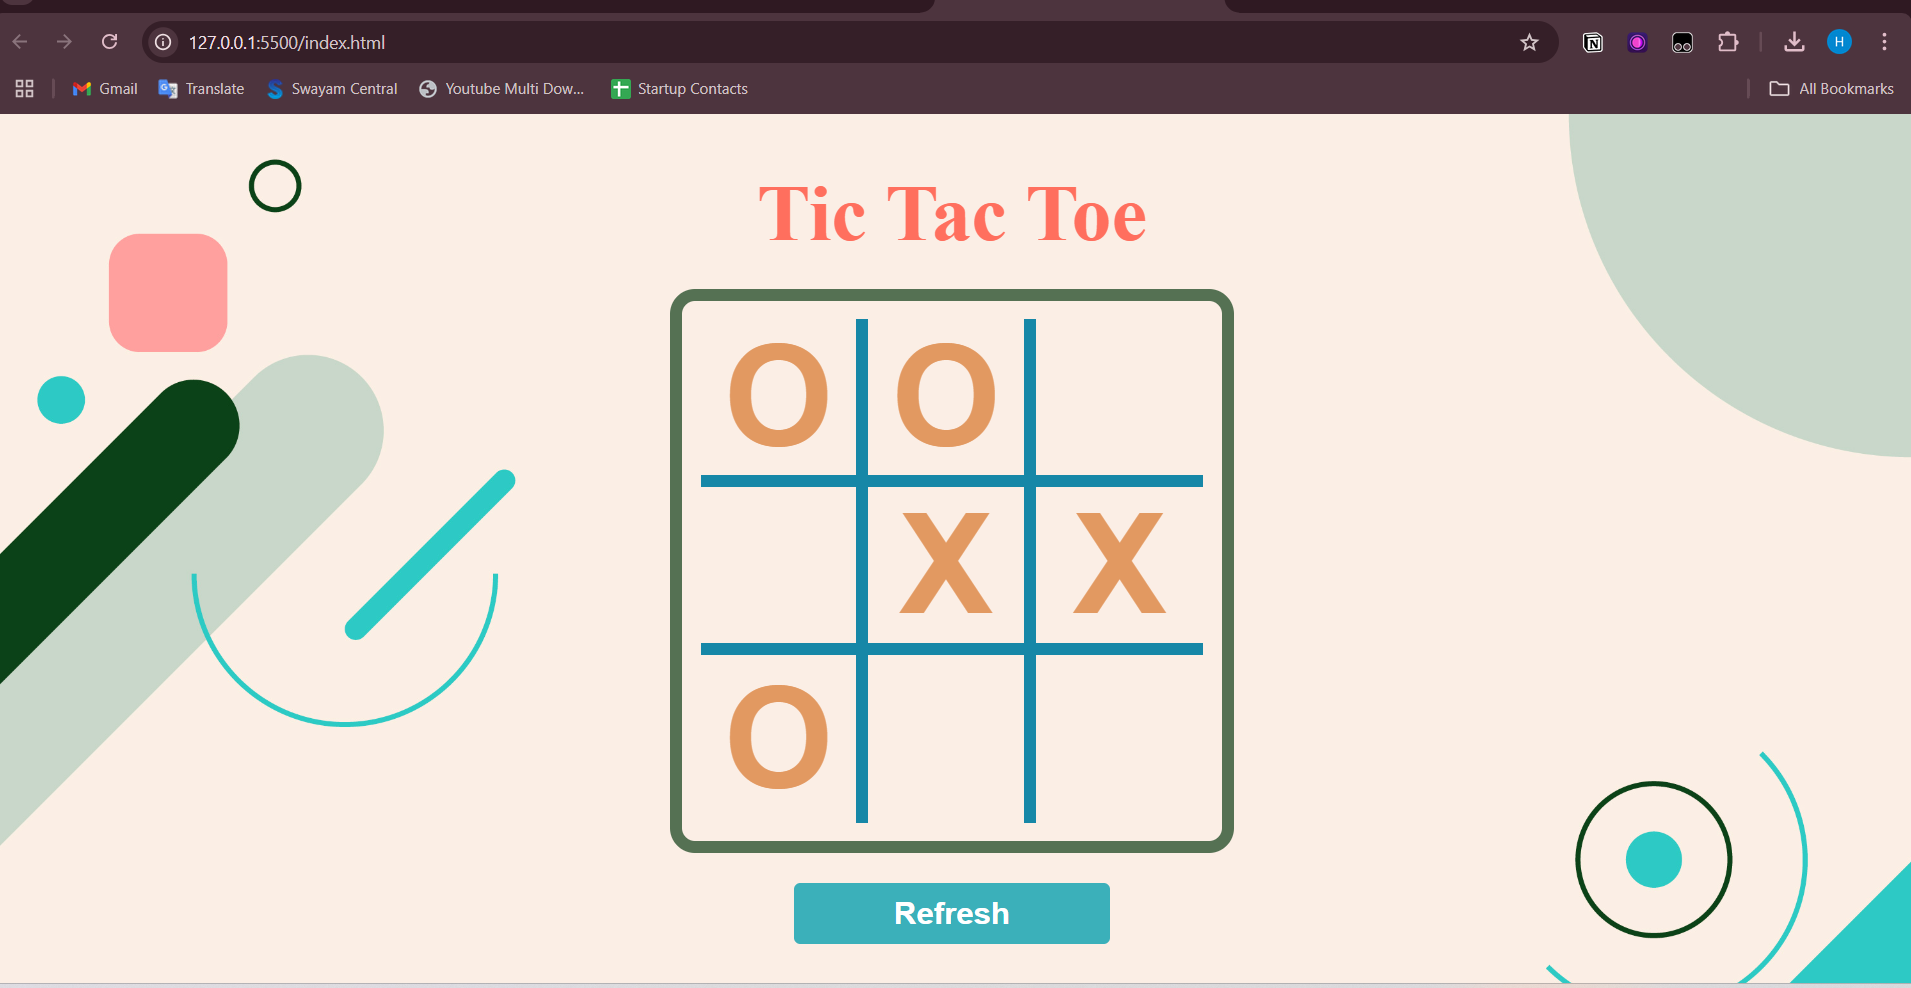 127.0.0.1:5500/index.html
N
H
Gmail
Translate
Swayam Central
Youtube Multi Dow...
Startup Contacts
All Bookmarks
Tic Tac Toe
O O
X X
O
Refresh